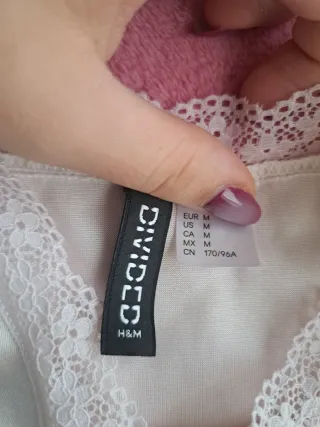 DIVIDED
H&M
EUR M
US M
CA M
MX M
CN 170/96A